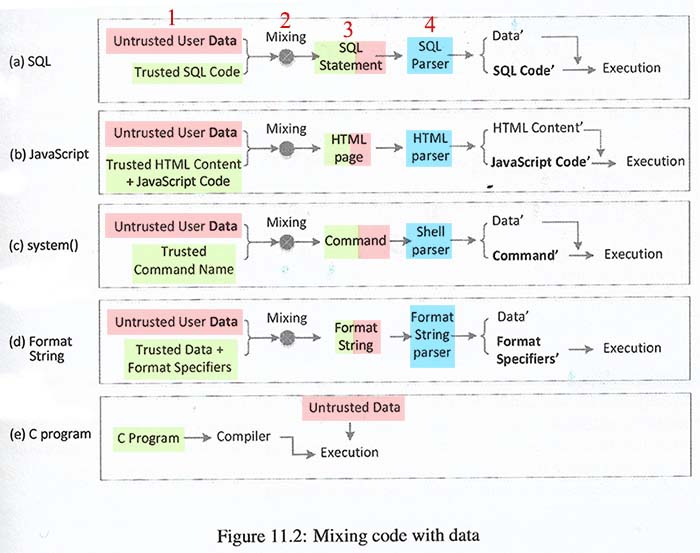 1 2 3 4
(a) SQL
Untrusted User Data
Trusted SQL Code
Mixing
SQL
Statement
SQL
Parser
Data’
SQL Code’
Execution
(b) JavaScript
Untrusted User Data
Trusted HTML Content
+ JavaScript Code
Mixing
HTML
page
HTML
parser
HTML Content’
JavaScript Code’
Execution
(c) system()
Untrusted User Data
Trusted
Command Name
Mixing
Command
Shell
parser
Data’
Command’
Execution
(d) Format
String
Untrusted User Data
Trusted Data +
Format Specifiers
Mixing
Format
String
Format
String
parser
Data’
Format
Specifiers’
Execution
(e) C program
C Program
Compiler
Untrusted Data
Execution
Figure 11.2: Mixing code with data